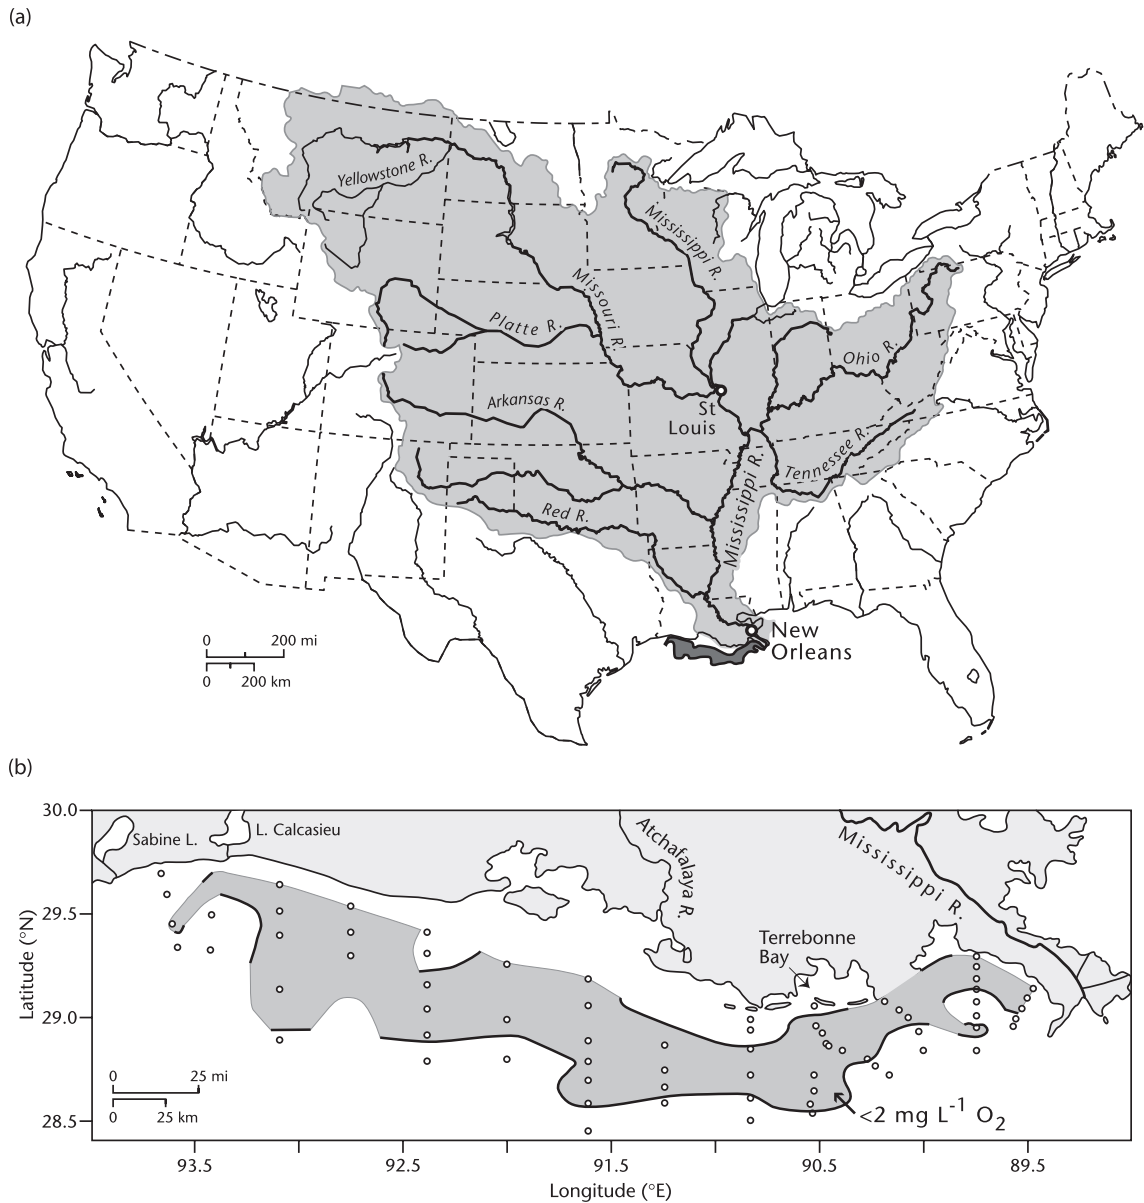 (a)
Yellowstone R.
Mississippi R.
Missouri R.
Platte R.
Ohio R.
Arkansas R.
St
Louis
Tennessee R.
Mississippi R.
Red R.
New
Orleans
0 200 mi
0 200 km
(b)
30.0
29.5
29.0
28.5
Latitude (°N)
Sabine L.
L. Calcasieu
Atchafalaya R.
Mississippi R.
Terrebonne
Bay
0 25 mi
0 25 km
<2 mg L-1 O2
93.5 92.5 91.5 90.5 89.5
Longitude (°E)